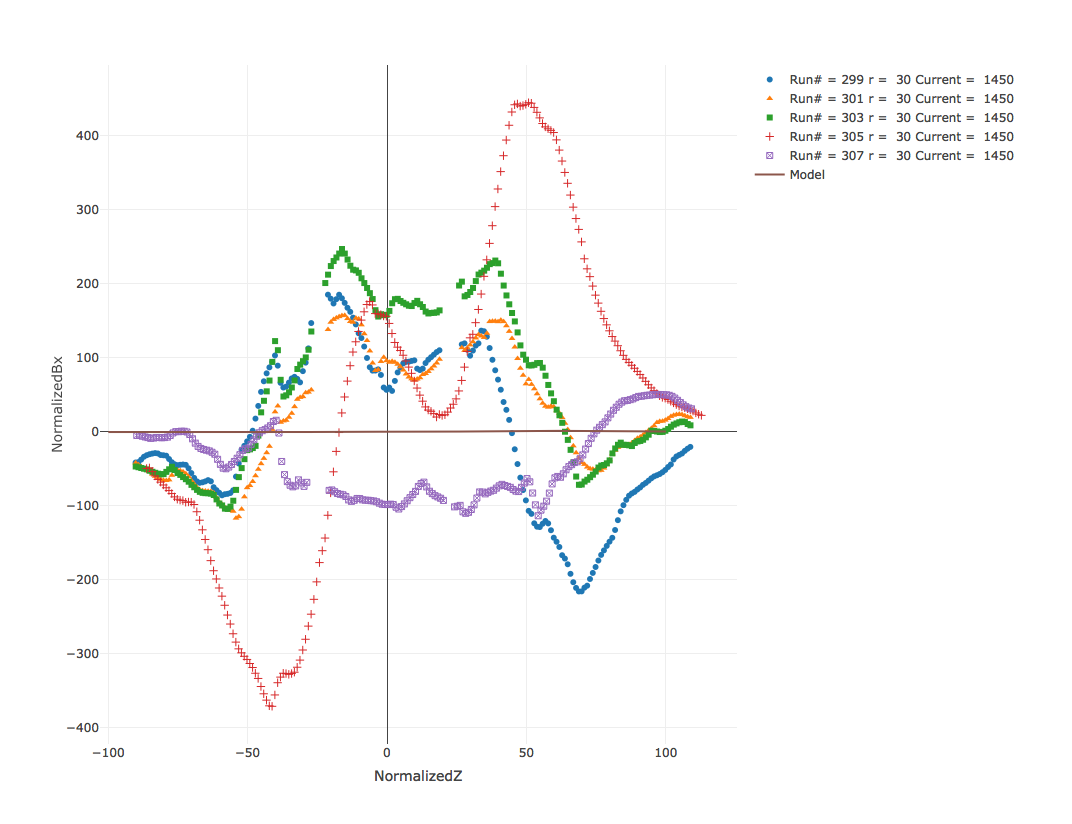 Run# = 299 r =  30 Current =  1450
Run# = 301 r =  30 Current =  1450
Run# = 303 r =  30 Current =  1450
Run# = 305 r =  30 Current =  1450
Run# = 307 r =  30 Current =  1450
Model
NormalizedBx
400
300
200
100
0
−100
−200
−300
−400
−100
−50
0
50
100
NormalizedZ